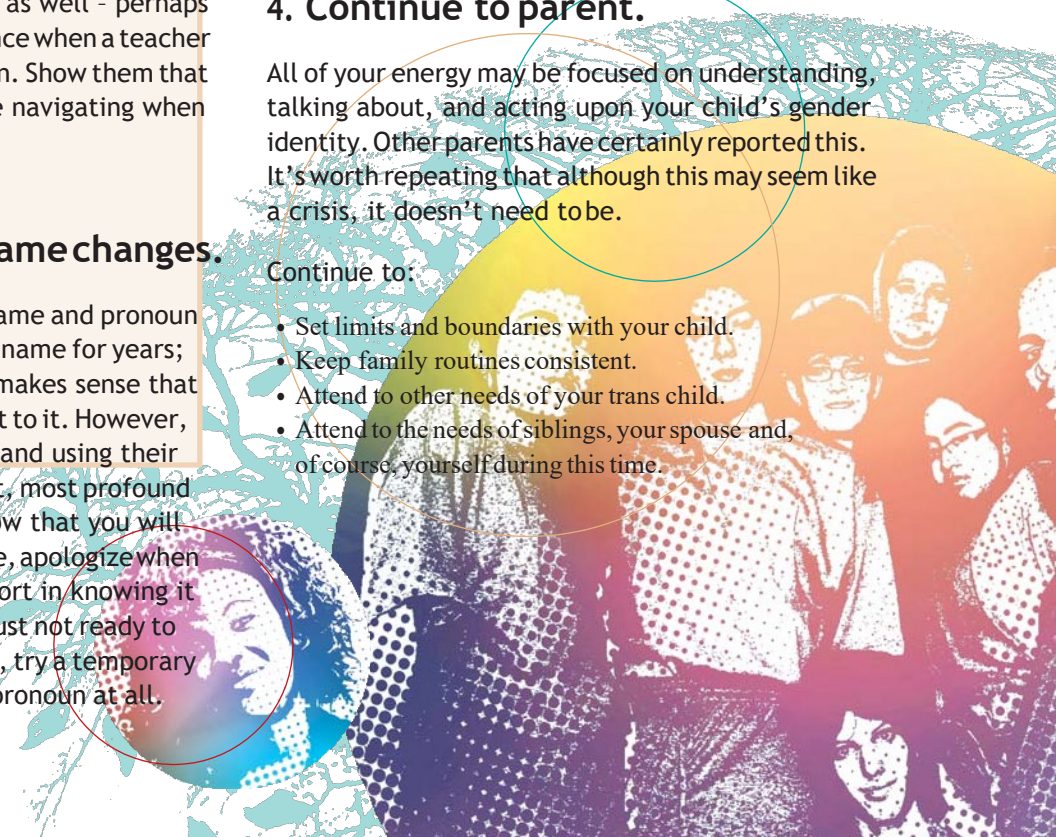 as well – perhaps
when a teacher
Show them that
navigating when
changes.
and pronoun
name for years;
makes sense that
to it. However,
and using their
most profound
that you will
apologize when
in knowing it
not ready to
try a temporary
pronoun at all.
4. Continue to parent.
All of your energy may be focused on understanding,
talking about, and acting upon your child’s gender
identity. Other parents have certainly reported this.
It’s worth repeating that although this may seem like
a crisis, it doesn’t need to be.
Continue to:
• Set limits and boundaries with your child.
• Keep family routines consistent.
• Attend to other needs of your trans child.
• Attend to the needs of siblings, your spouse and,
of course, yourself during this time.